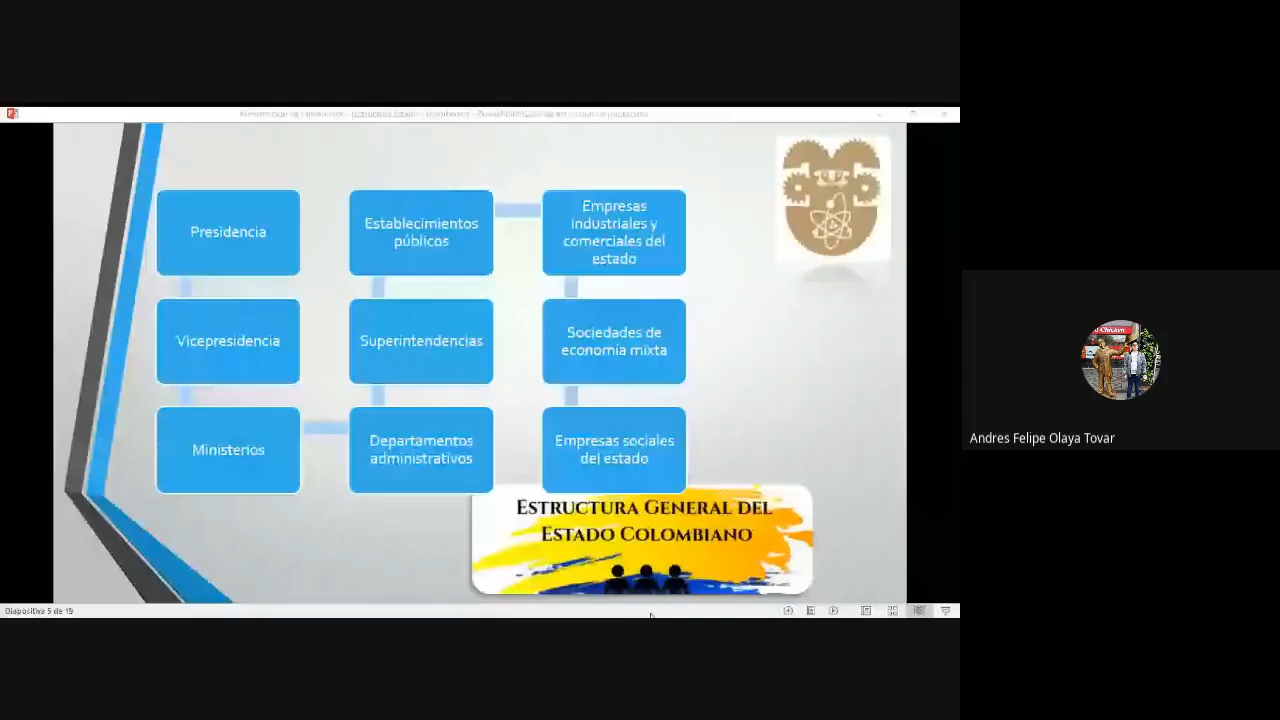 Presidencia
Vicepresidencia
Ministerios
Establecimientos
públicos
Superintendencias
Departamentos
administrativos
Empresas
industriales y
comerciales del
estado
Sociedades de
economia mixta
Empresas sociales
del estado
ESTRUCTURA GENERAL DEL
ESTADO COLOMBIANO
Diapositiva 5 de 19
Andres Felipe Olaya Tovar